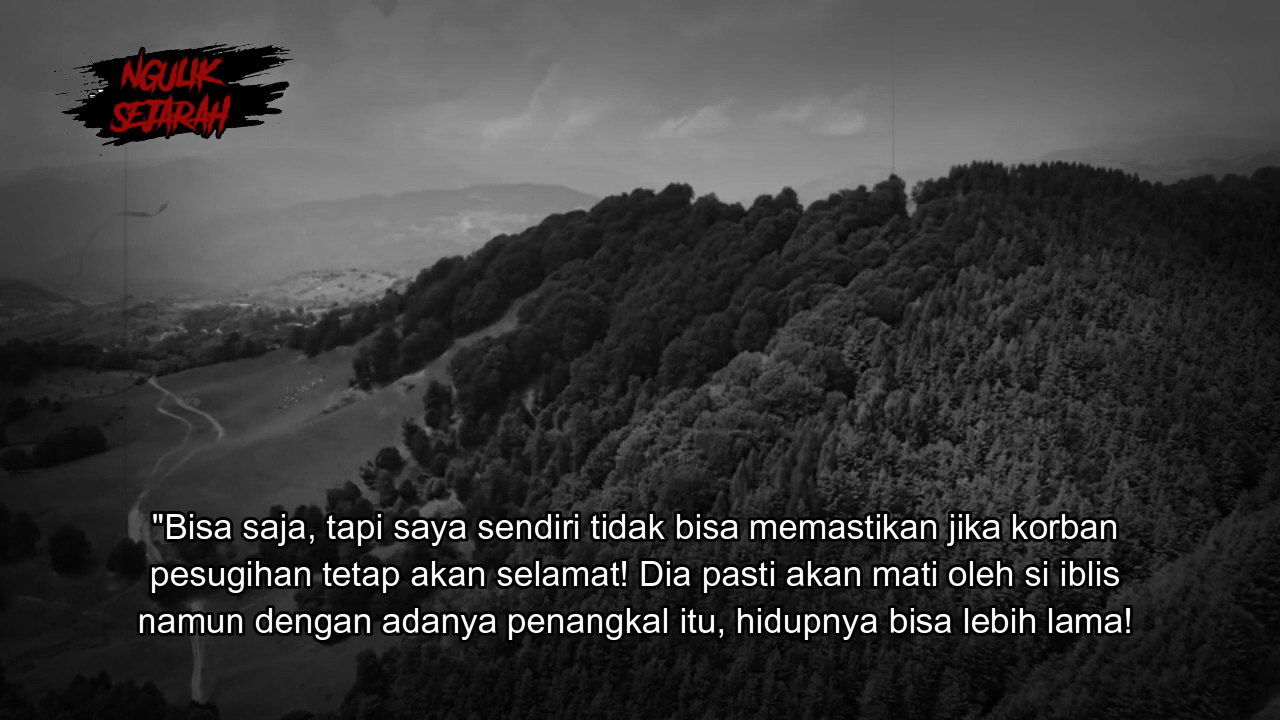 NGULIK
SEJARAH
"Bisa saja, tapi saya sendiri tidak bisa memastikan jika korban
pesugihan tetap akan selamat! Dia pasti akan mati oleh si iblis
namun dengan adanya penangkal itu, hidupnya bisa lebih lama!